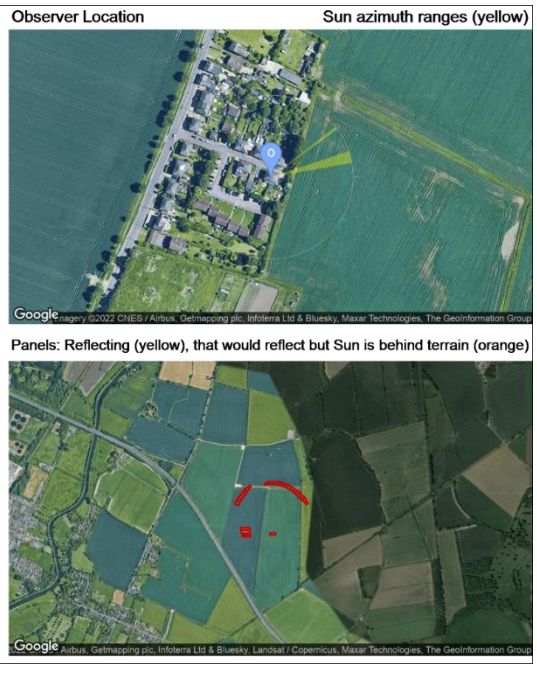 Observer Location Sun azimuth ranges (yellow)
O
Google
Imagery ©2022 CNES / Airbus, Getmapping plc, Infoterra Ltd & Bluesky, Maxar Technologies, The GeoInformation Group
Panels: Reflecting (yellow), that would reflect but Sun is behind terrain (orange)
Google
Airbus, Getmapping plc, Infoterra Ltd & Bluesky, Landsat / Copernicus, Maxar Technologies, The GeoInformation Group